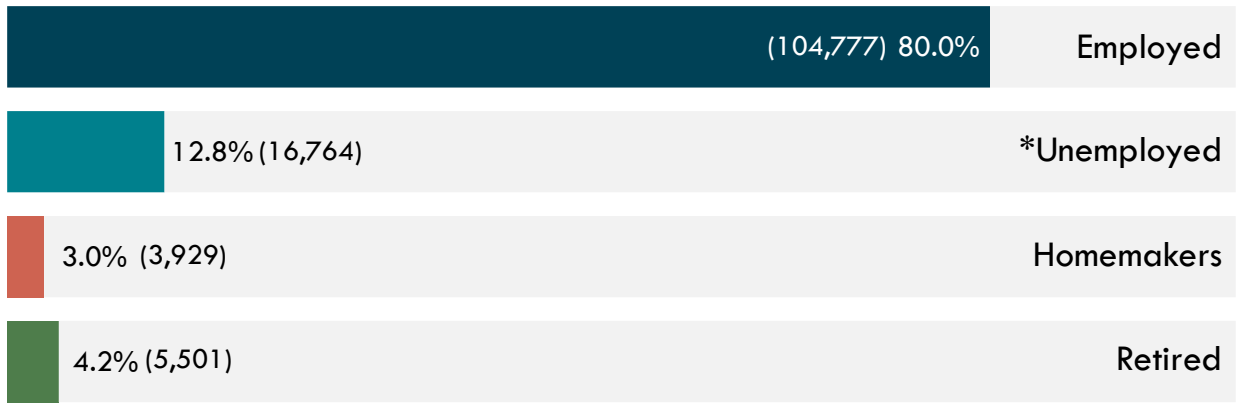 (104,777) 80.0% Employed
12.8% (16,764) *Unemployed
3.0% (3,929) Homemakers
4.2% (5,501) Retired